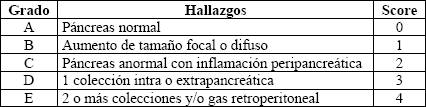 Grado Hallazgos Score
A Páncreas normal 0
B Aumento de tamaño focal o difuso 1
C Páncreas anormal con inflamación peripancreática 2
D 1 colección intra o extrapancreática 3
E 2 o más colecciones y/o gas retroperitoneal 4